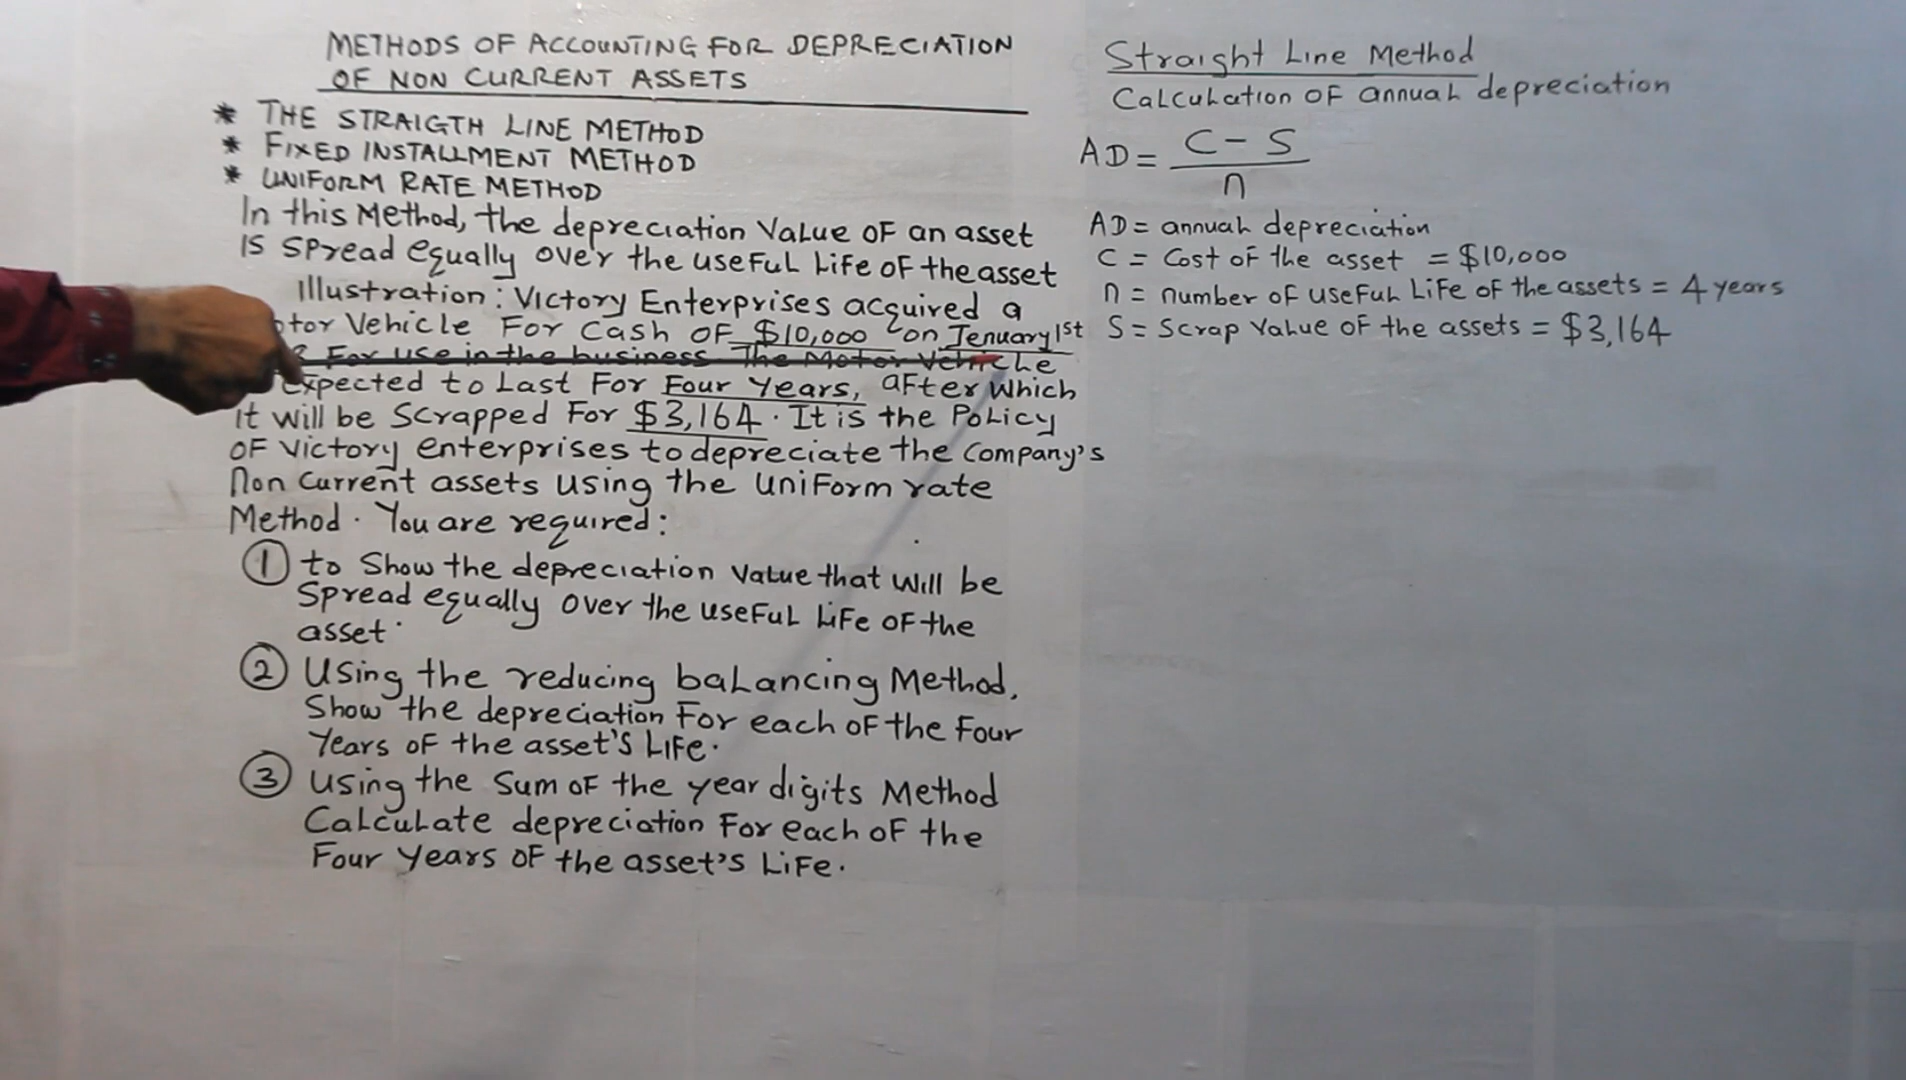 METHODS OF ACCOUNTING FOR DEPRECIATION
OF NON CURRENT ASSETS
* THE STRAIGTH LINE METHOD
* FIXED INSTALLMENT METHOD
* UNIFORM RATE METHOD
In this Method, the depreciation Value OF an asset
is spread equally over the useful Life of the asset
Illustration: Victory Enterprises acquired a
Vehicle For Cash OF $10,000 on Jenuary 1st
For use in the business The Motor Vehicle
expected to Last For Four Years, after which
it will be Scrapped For $3,164. It is the Policy
OF Victory enterprises to depreciate the Company's
Non Current assets using the uniForm rate
Method. You are required:
① to Show the depreciation Value that will be
Spread equally over the useful Life of the
asset.
② Using the reducing baLancing Method,
Show the depreciation For each of the Four
Years of the asset's Life.
③ Using the Sum of the year digits Method
Calculate depreciation For each of the
Four Years of the asset's Life.
Straight Line Method
Calculation of annual depreciation
AD = C - S
n
AD = annual depreciation
C = Cost of the asset = $10,000
n = number of useful Life of the assets = 4 years
S = Scrap Value of the assets = $3,164